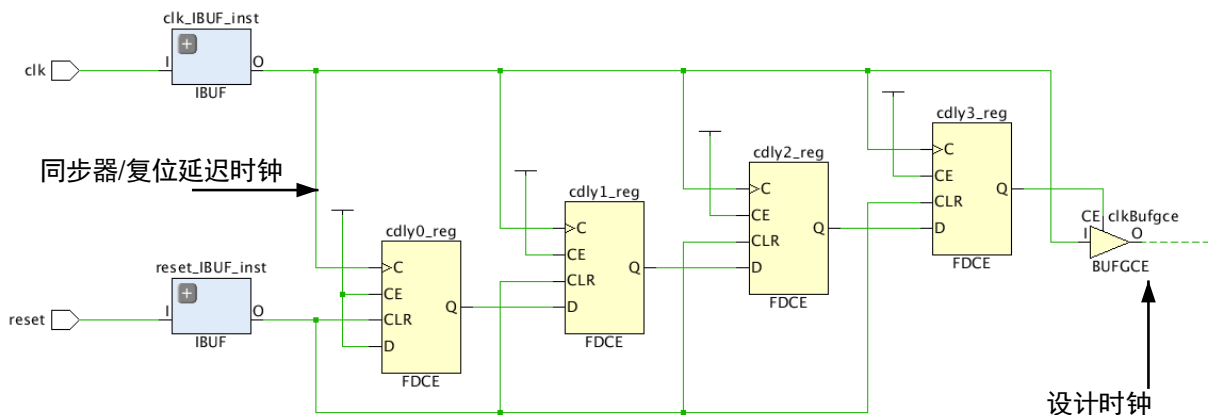 clk_IBUF_inst
clk
I
O
IBUF
同步器/复位延迟时钟
reset_IBUF_inst
reset
I
O
IBUF
cdly0_reg
C
CE
CLR
D
Q
FDCE
cdly1_reg
C
CE
CLR
D
Q
FDCE
cdly2_reg
C
CE
CLR
D
Q
FDCE
cdly3_reg
C
CE
CLR
D
Q
FDCE
CE clkBufgce
I
O
BUFGCE
设计时钟